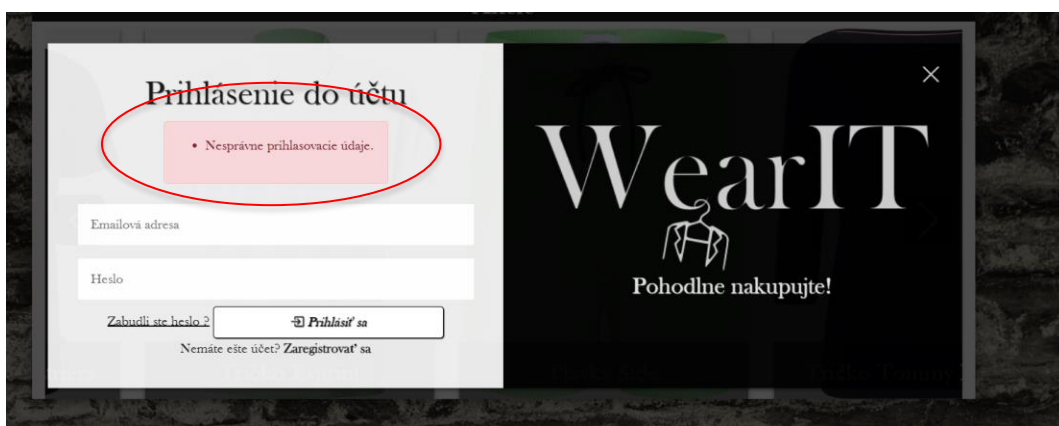 Prihlásenie do účtu
Nesprávne prihlasovacie údaje.
Emailová adresa
Heslo
Zabudli ste heslo ?
Prihlásiť sa
Nemáte ešte účet? Zaregistrovať sa
WearIT
Pohodlne nakupujte!